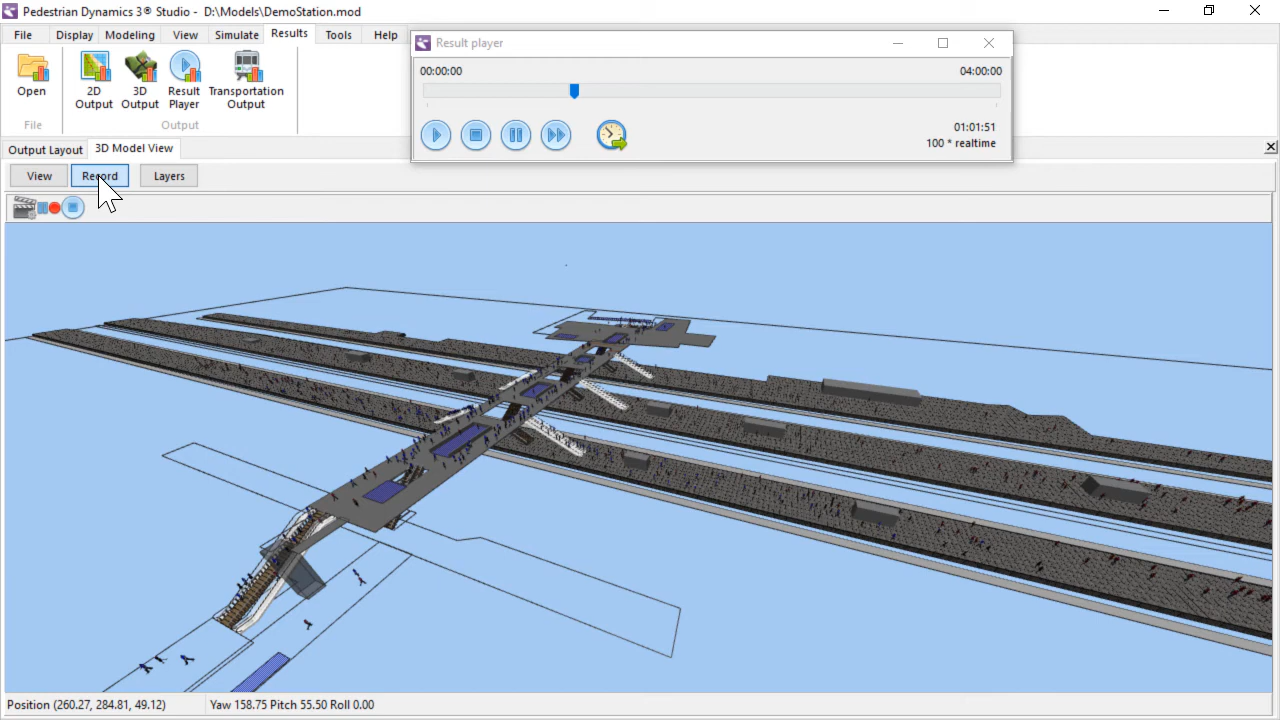 Pedestrian Dynamics 3® Studio - D:\Models\DemoStation.mod
File Display Modeling View Simulate Results Tools Help
Open
2D Output
3D Output
Result Player
Transportation Output
File
Output
Result player
00:00:00
04:00:00
01:01:51
100 * realtime
Output Layout
3D Model View
View
Record
Layers
Position (260.27, 284.81, 49.12)
Yaw 158.75 Pitch 55.50 Roll 0.00